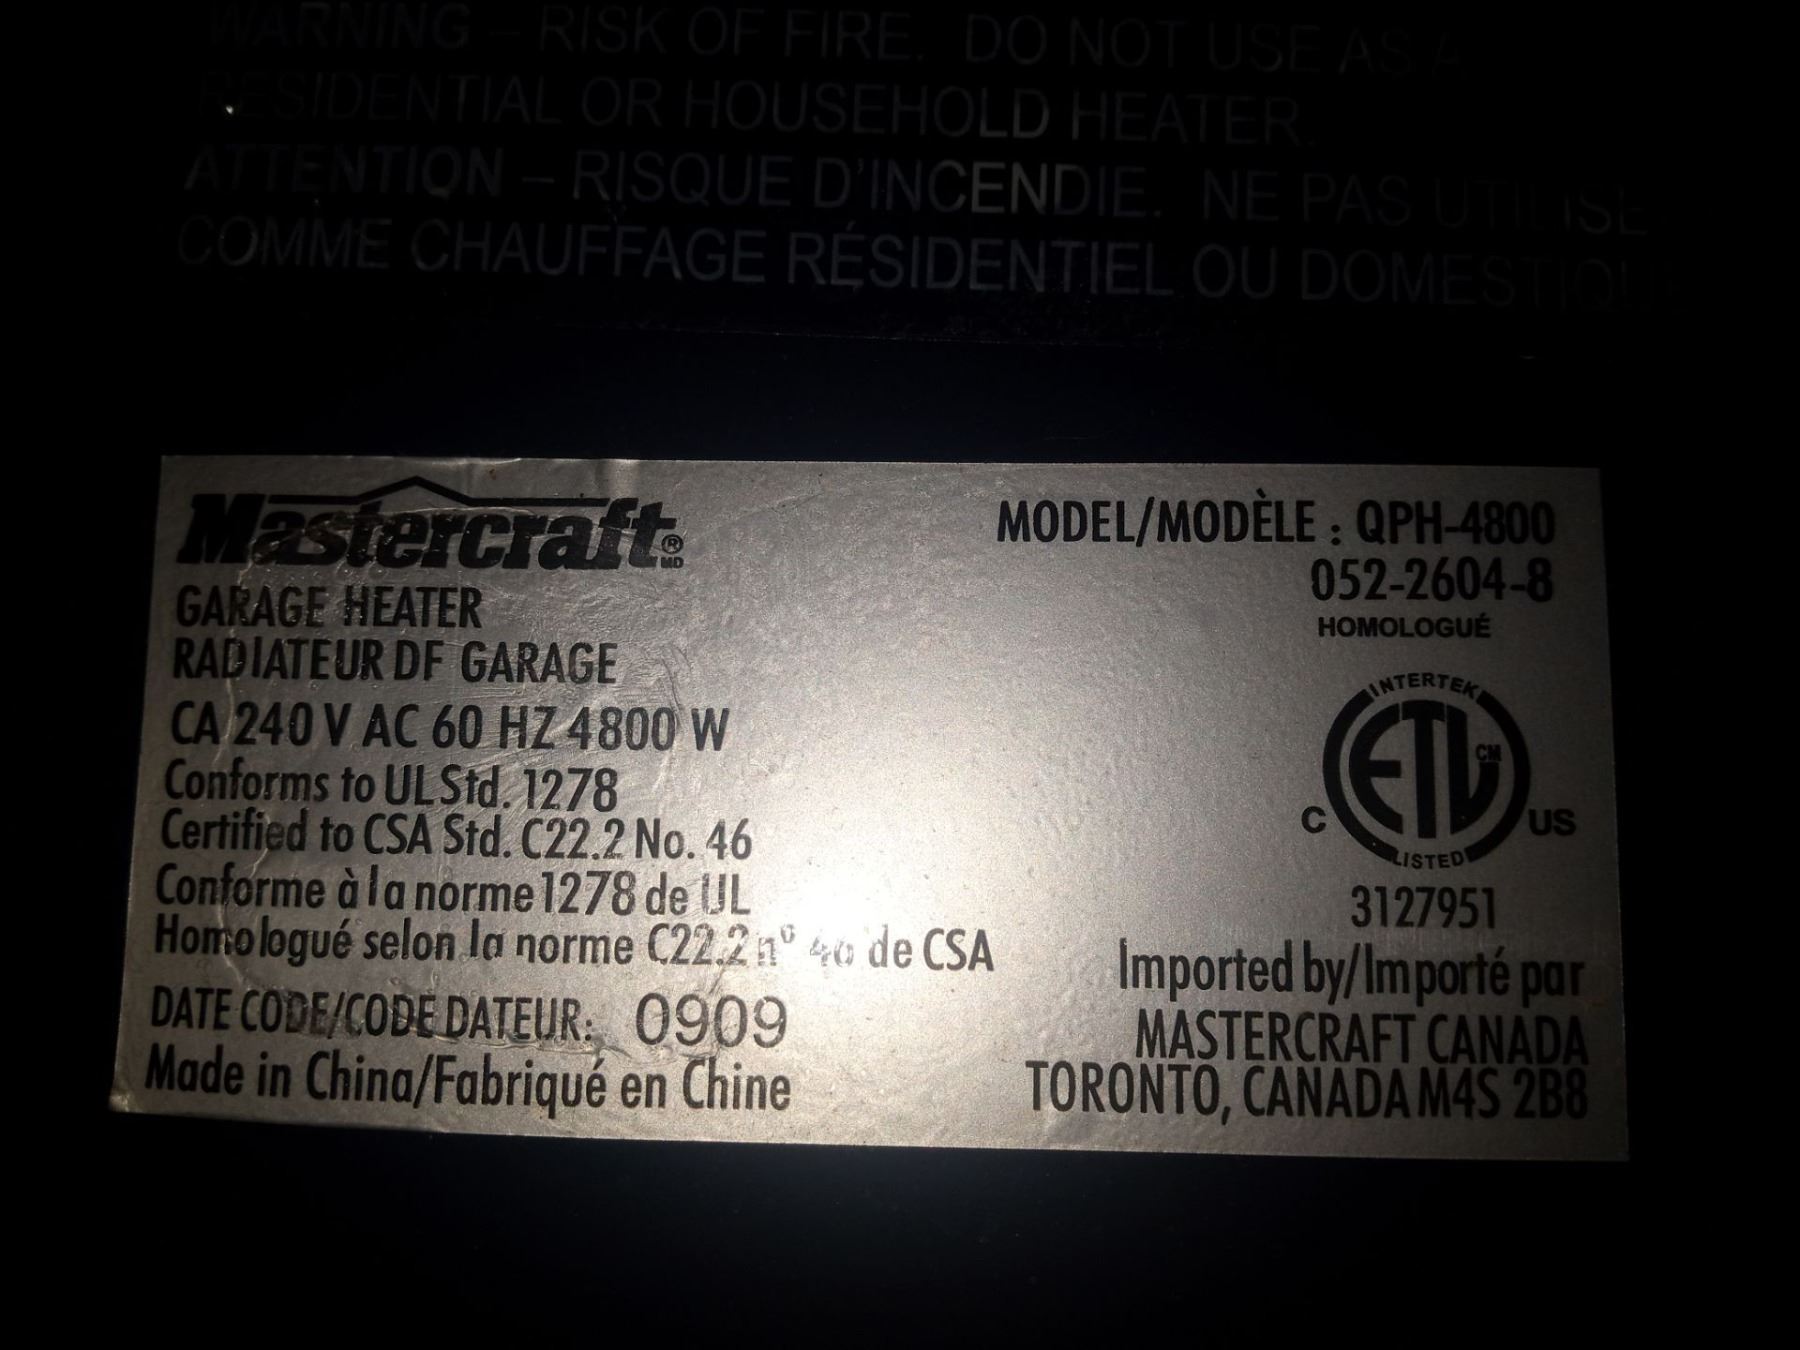 WARNING – RISK OF FIRE. DO NOT USE AS A
RESIDENTIAL OR HOUSEHOLD HEATER.
ATTENTION – RISQUE D'INCENDIE. NE PAS UTILISE
COMME CHAUFFAGE RÉSIDENTIEL OU DOMESTIQUE
Mastercraft® MD
GARAGE HEATER
RADIATEUR DE GARAGE
CA 240 V AC 60 HZ 4800 W
Conforms to UL Std. 1278
Certified to CSA Std. C22.2 No. 46
Conforme à la norme 1278 de UL
Homologué selon la norme C22.2 nº 46 de CSA
DATE CODE/CODE DATEUR: 0909
Made in China/Fabriqué en Chine
MODEL/MODÈLE : QPH-4800
052-2604-8
HOMOLOGUÉ
INTERTEK
ETL CM
C US
LISTED
3127951
Imported by/Importé par
MASTERCRAFT CANADA
TORONTO, CANADA M4S 2B8